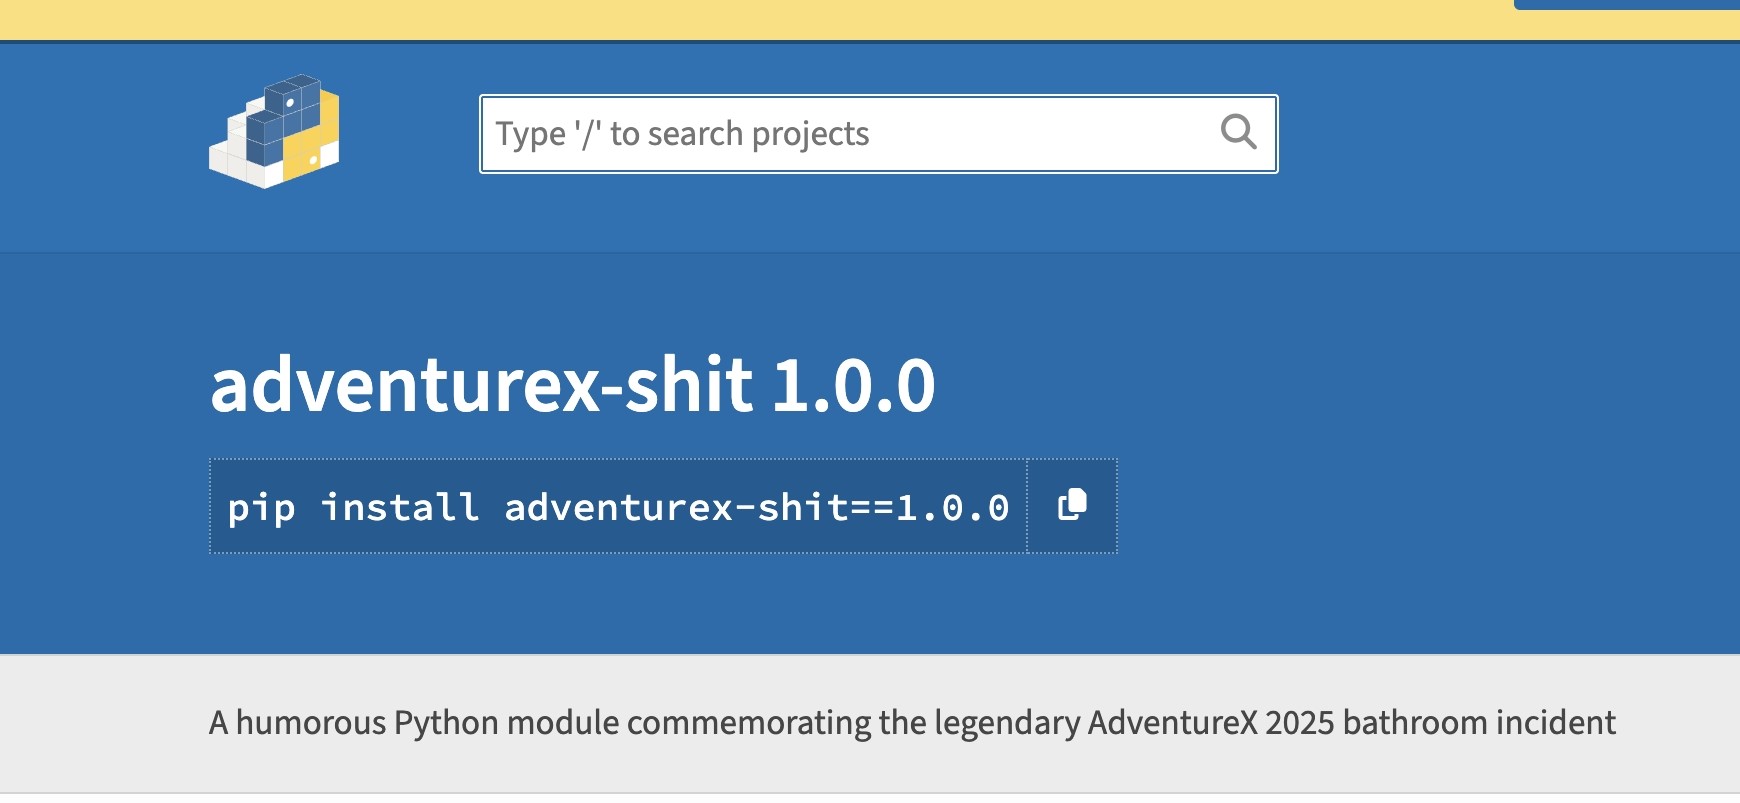 Type '/' to search projects
adventurex-shit 1.0.0
pip install adventurex-shit==1.0.0
A humorous Python module commemorating the legendary AdventureX 2025 bathroom incident